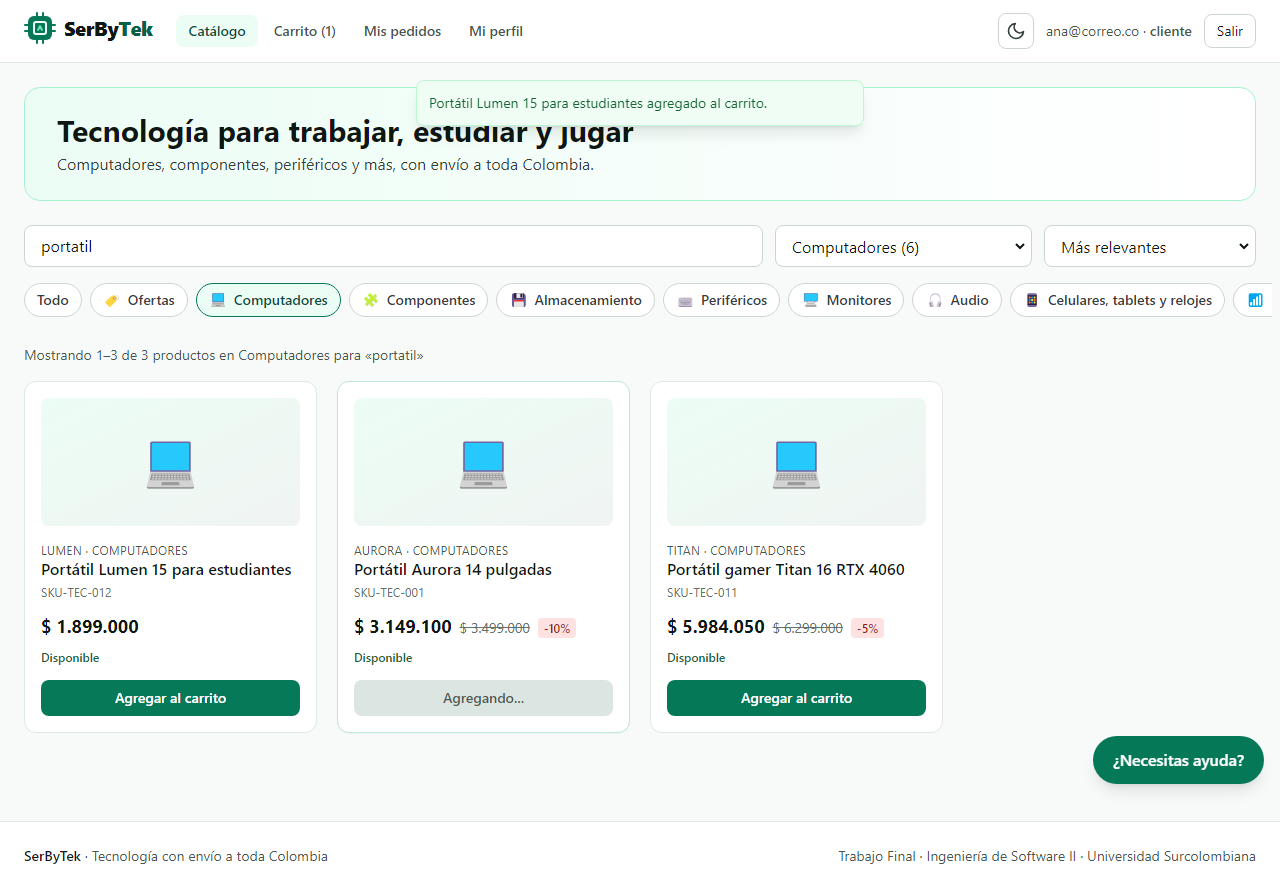 SerByTek
Catálogo
Carrito (1)
Mis pedidos
Mi perfil
ana@correo.co · cliente
Salir
Portátil Lumen 15 para estudiantes agregado al carrito.
Tecnología para trabajar, estudiar y jugar
Computadores, componentes, periféricos y más, con envío a toda Colombia.
portatil
Computadores (6)
Más relevantes
Todo
Ofertas
Computadores
Componentes
Almacenamiento
Periféricos
Monitores
Audio
Celulares, tablets y relojes
Mostrando 1–3 de 3 productos en Computadores para «portatil»
LUMEN · COMPUTADORES
Portátil Lumen 15 para estudiantes
SKU-TEC-012
$ 1.899.000
Disponible
Agregar al carrito
AURORA · COMPUTADORES
Portátil Aurora 14 pulgadas
SKU-TEC-001
$ 3.149.100 $ 3.499.000 -10%
Disponible
Agregando...
TITAN · COMPUTADORES
Portátil gamer Titan 16 RTX 4060
SKU-TEC-011
$ 5.984.050 $ 6.299.000 -5%
Disponible
Agregar al carrito
¿Necesitas ayuda?
SerByTek · Tecnología con envío a toda Colombia
Trabajo Final · Ingeniería de Software II · Universidad Surcolombiana